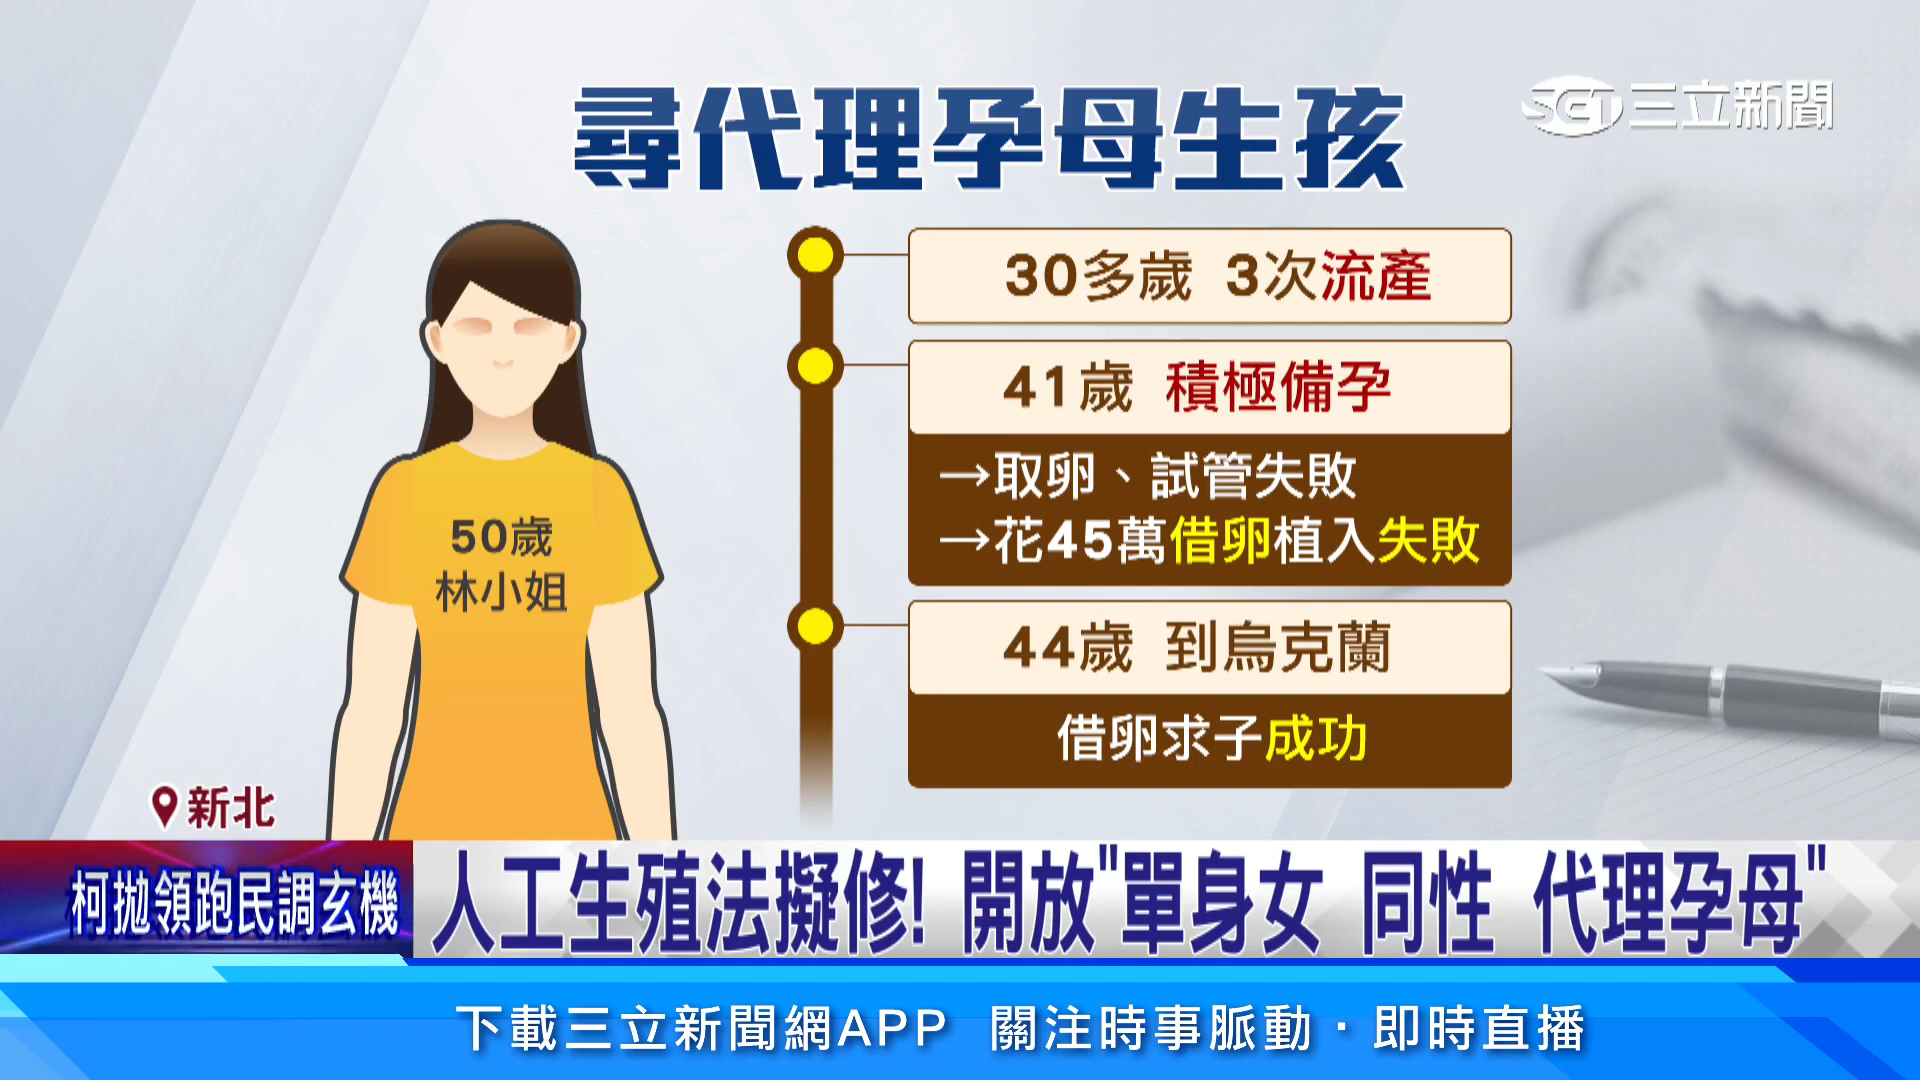 尋代理孕母生孩
SET三立新聞
30多歲 3次流產
41歲 積極備孕
→取卵、試管失敗
→花45萬借卵植入失敗
44歲 到烏克蘭
借卵求子成功
50歲
林小姐
新北
柯拋領跑民調玄機
人工生殖法擬修! 開放"單身女 同性 代理孕母"
下載三立新聞網APP 關注時事脈動・即時直播